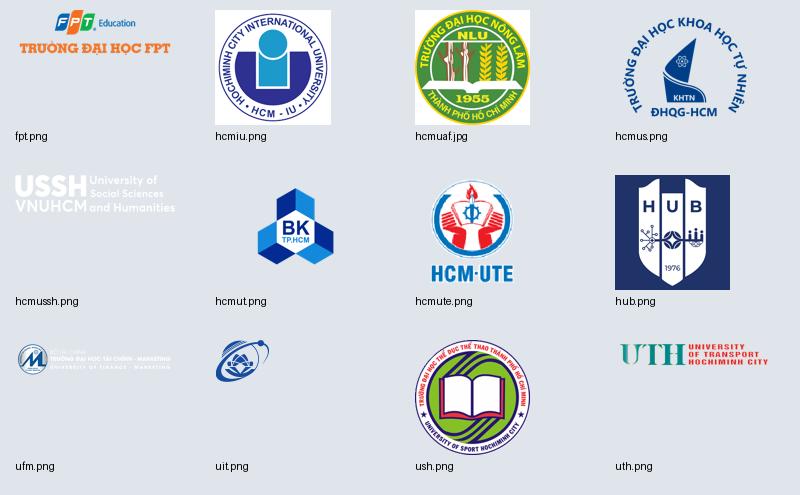 FPT Education
TRƯỜNG ĐẠI HỌC FPT
fpt.png
HOCHIMINH CITY INTERNATIONAL UNIVERSITY
HCM - IU
hcmiu.png
TRƯỜNG ĐẠI HỌC NÔNG LÂM
NLU
1955
THÀNH PHỐ HỒ CHÍ MINH
hcmuaf.jpg
TRƯỜNG ĐẠI HỌC KHOA HỌC TỰ NHIÊN
KHTN
ĐHQG-HCM
hcmus.png
USSH University of
Social Sciences
VNUHCM and Humanities
hcmussh.png
BK
TP.HCM
hcmut.png
HCM-UTE
hcmute.png
HUB
1976
hub.png
TRƯỜNG ĐẠI HỌC TÀI CHÍNH - MARKETING
UNIVERSITY OF FINANCE - MARKETING
ufm.png
uit.png
TRƯỜNG ĐẠI HỌC THỂ DỤC THỂ THAO THÀNH PHỐ HỒ CHÍ MINH
UNIVERSITY OF SPORT HOCHIMINH CITY
ush.png
UTH UNIVERSITY
OF TRANSPORT
HOCHIMINH CITY
uth.png